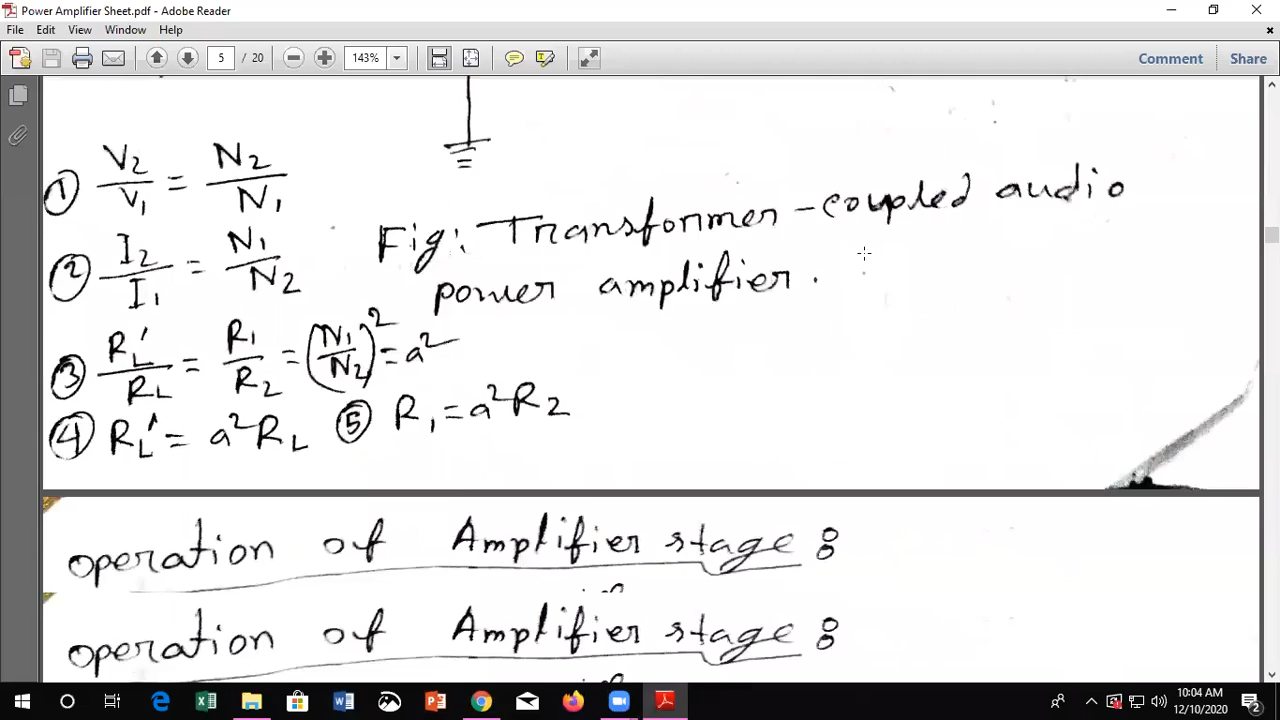 Power Amplifier Sheet.pdf - Adobe Reader
File Edit View Window Help
5 / 20 143% Comment Share
① V2/V1 = N2/N1
Fig: Transformer-coupled audio
power amplifier.
② I2/I1 = N1/N2
③ RL'/RL = R1/R2 = (N1/N2)² = a²
④ RL' = a²RL ⑤ R1 = a²R2
operation of Amplifier stage :
operation of Amplifier stage :
10:04 AM
12/10/2020
2